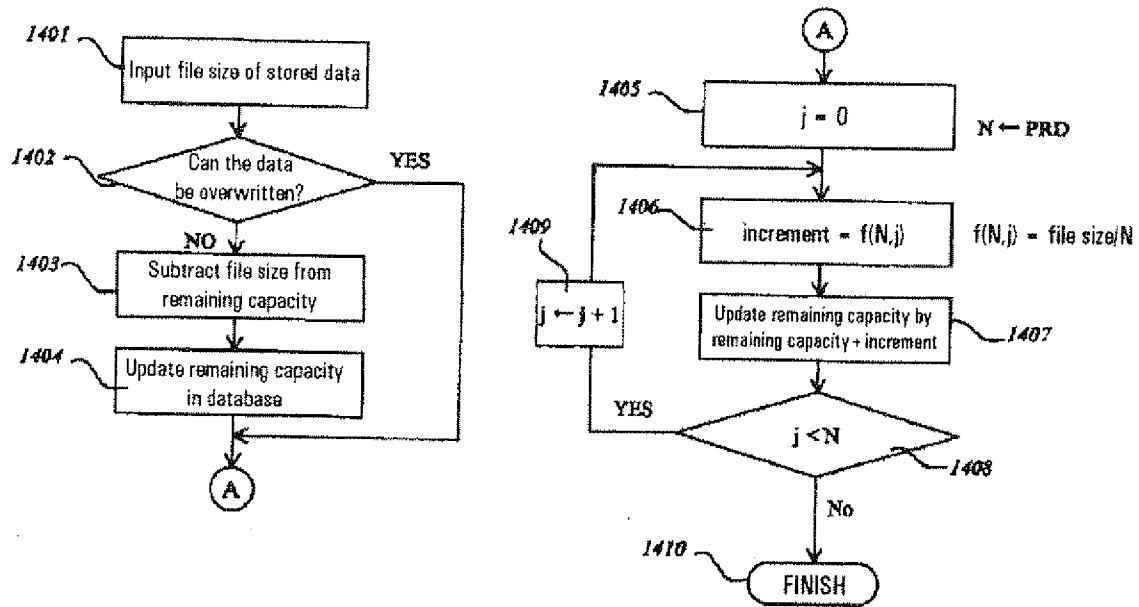 1401
Input file size of stored data
1402
Can the data
be overwritten?
YES
NO
1403
Subtract file size from
remaining capacity
1404
Update remaining capacity
in database
A
A
1405
j = 0
N ← PRD
1406
increment = f(N,j)
f(N,j) = file size/N
1409
j ← j + 1
Update remaining capacity by
remaining capacity + increment
1407
YES
j < N
1408
No
1410
FINISH